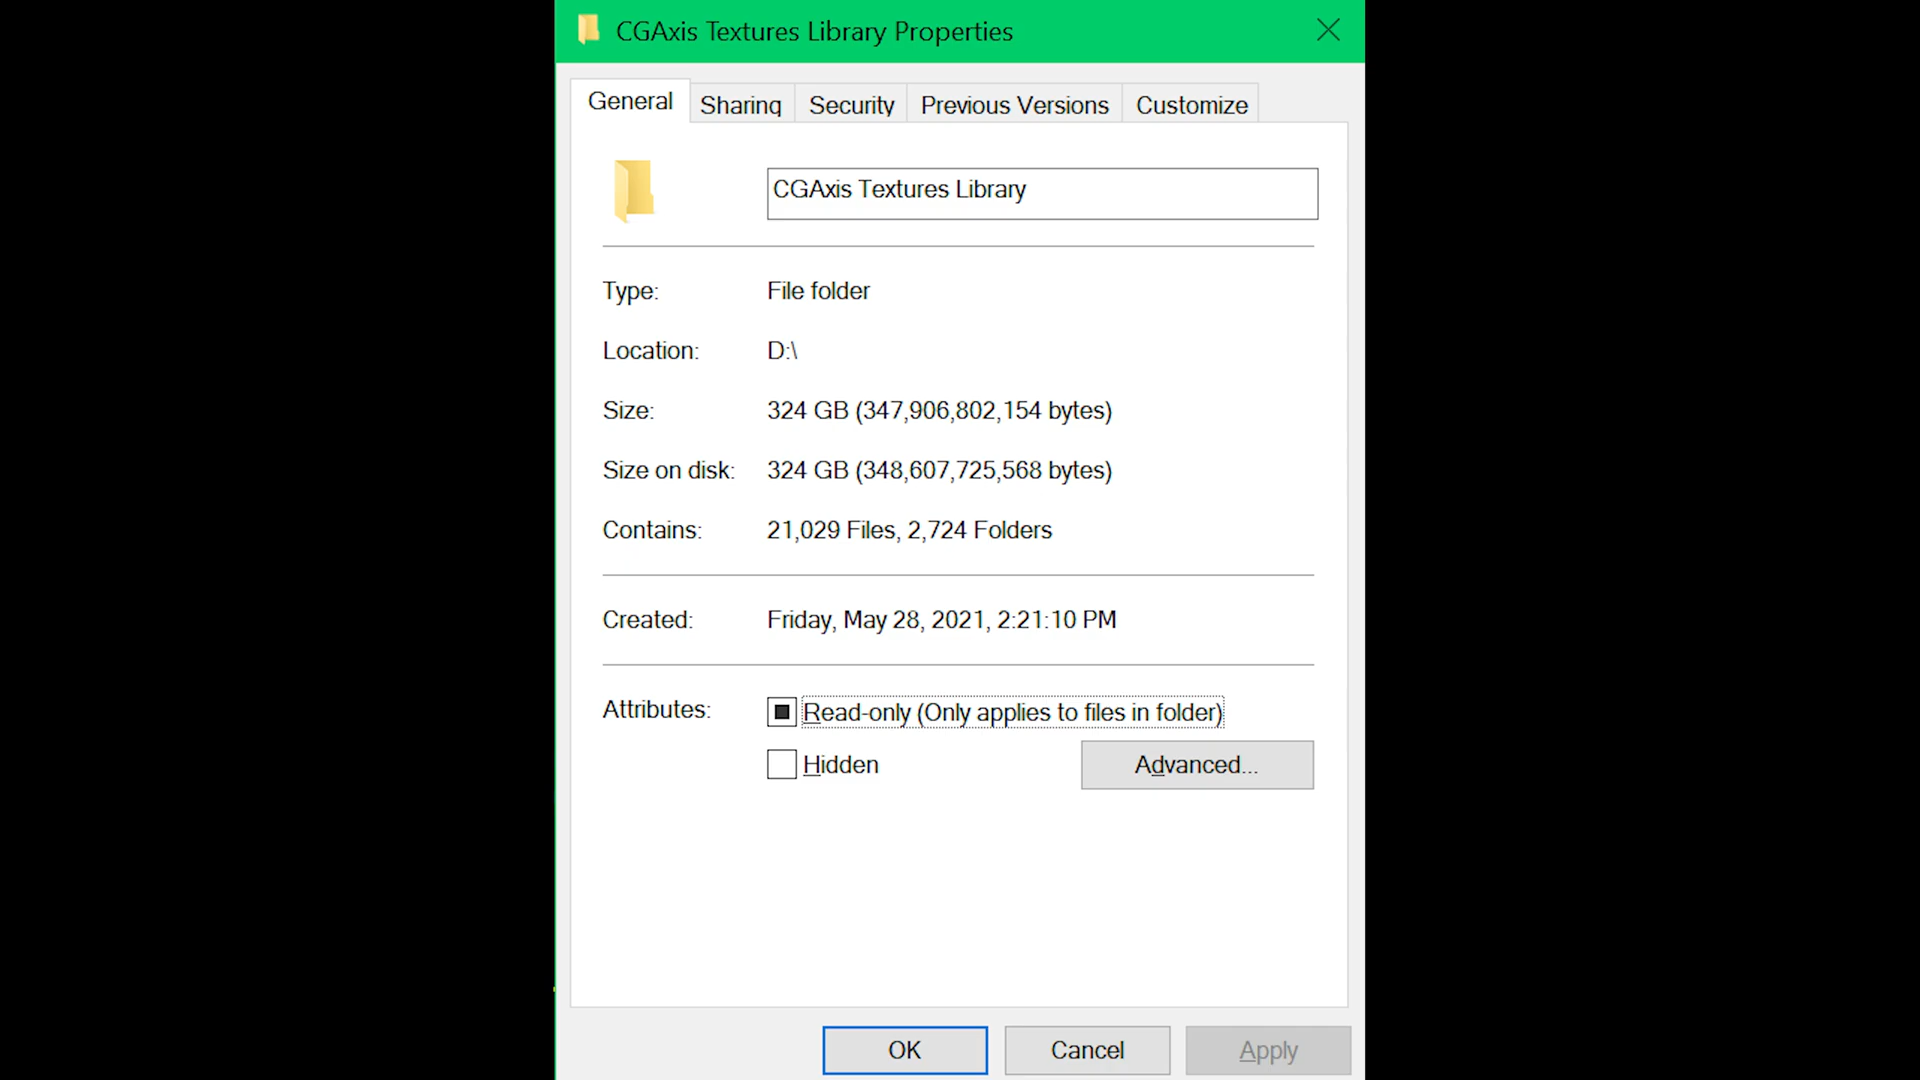 CGAxis Textures Library Properties
General Sharing Security Previous Versions Customize
CGAxis Textures Library
Type: File folder
Location: D:\
Size: 324 GB (347,906,802,154 bytes)
Size on disk: 324 GB (348,607,725,568 bytes)
Contains: 21,029 Files, 2,724 Folders
Created: Friday, May 28, 2021, 2:21:10 PM
Attributes: Read-only (Only applies to files in folder)
Hidden Advanced...
OK Cancel Apply